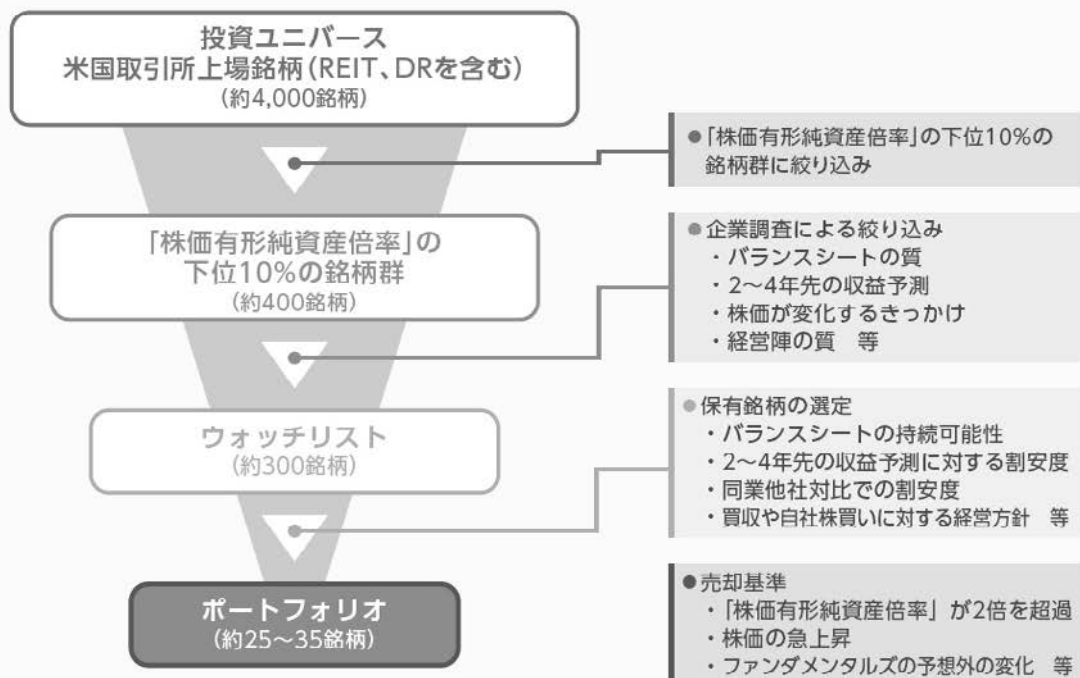 投資ユニバース
米国取引所上場銘柄(REIT、DRを含む)
(約4,000銘柄)
●「株価有形純資産倍率」の下位10%の
銘柄群に絞り込み
「株価有形純資産倍率」の
下位10%の銘柄群
(約400銘柄)
●企業調査による絞り込み
・バランスシートの質
・2〜4年先の収益予測
・株価が変化するきっかけ
・経営陣の質 等
ウォッチリスト
(約300銘柄)
●保有銘柄の選定
・バランスシートの持続可能性
・2〜4年先の収益予測に対する割安度
・同業他社対比での割安度
・買収や自社株買いに対する経営方針 等
ポートフォリオ
(約25〜35銘柄)
●売却基準
・「株価有形純資産倍率」が2倍を超過
・株価の急上昇
・ファンダメンタルズの予想外の変化 等